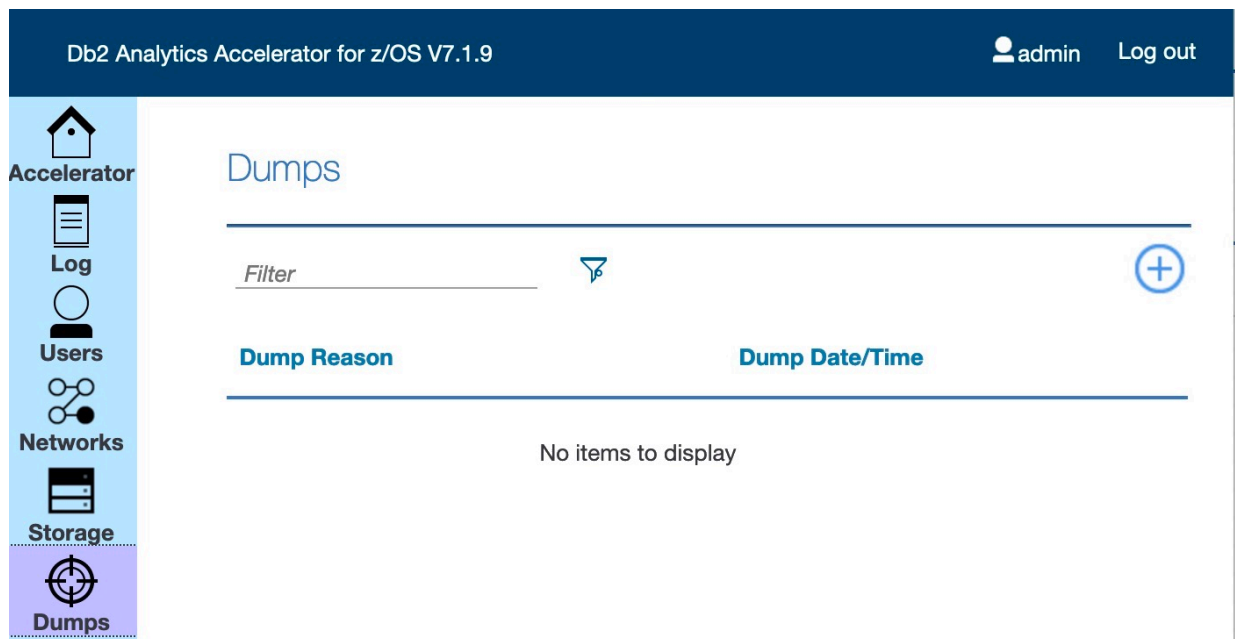 Db2 Analytics Accelerator for z/OS V7.1.9
admin
Log out
Accelerator
Log
Users
Networks
Storage
Dumps
Dumps
Filter
Dump Reason
Dump Date/Time
No items to display